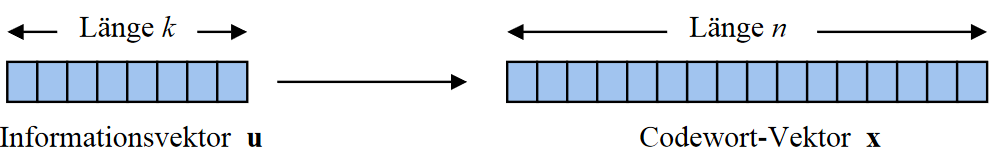 Länge k
Länge n
Informationsvektor u
Codewort-Vektor x